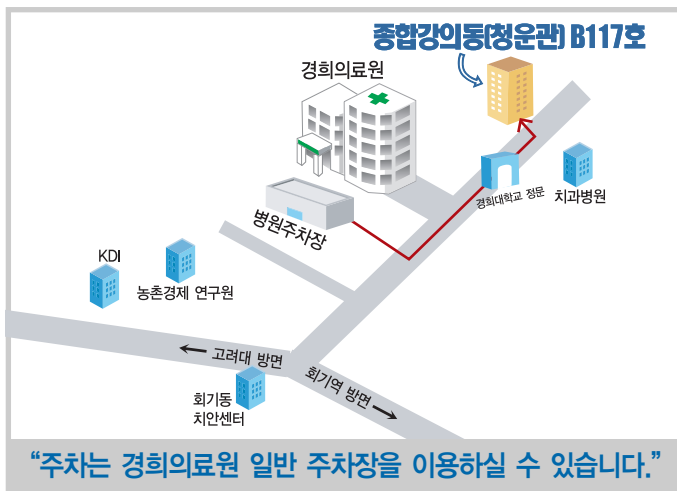 종합강의동(청운관) B117호
경희의료원
경희대학교 정문
치과병원
병원주차장
KDI
농촌경제 연구원
고려대 방면
회기역 방면
회기동
치안센터
“주차는 경희의료원 일반 주차장을 이용하실 수 있습니다.”